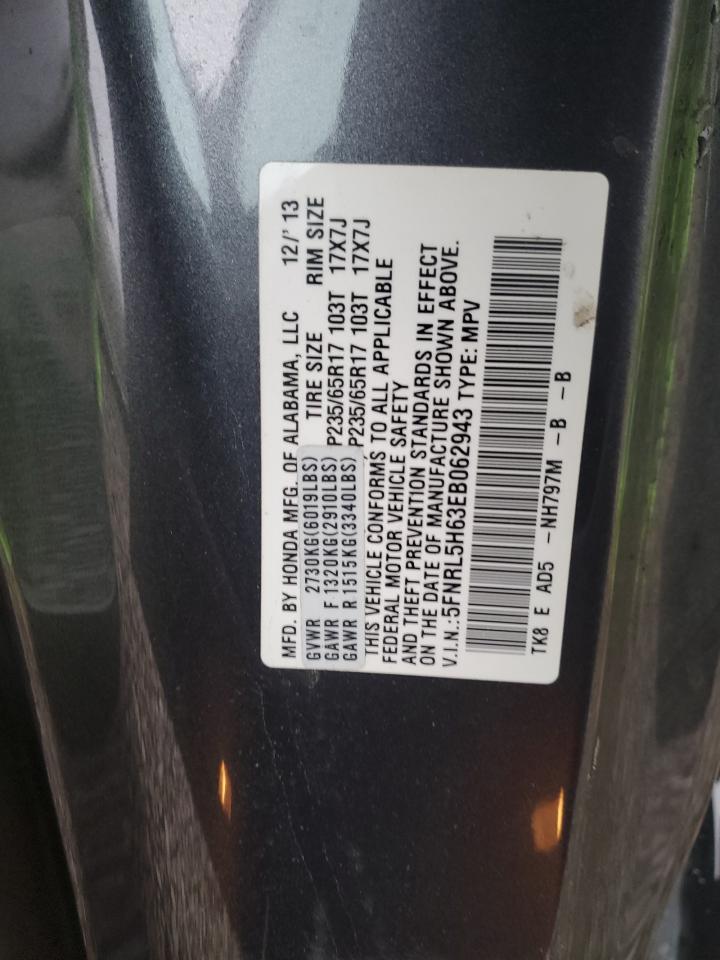 MFD. BY HONDA MFG. OF ALABAMA, LLC 12/'13
GVWR 2730KG(6019LBS) TIRE SIZE RIM SIZE
GAWR F 1320KG(2910LBS) P235/65R17 103T 17X7J
GAWR R 1515KG(3340LBS) P235/65R17 103T 17X7J
THIS VEHICLE CONFORMS TO ALL APPLICABLE
FEDERAL MOTOR VEHICLE SAFETY
AND THEFT PREVENTION STANDARDS IN EFFECT
ON THE DATE OF MANUFACTURE SHOWN ABOVE.
V.I.N.:5FNRL5H63EB062943 TYPE: MPV
TK8 E AD5 -NH797M -B -B